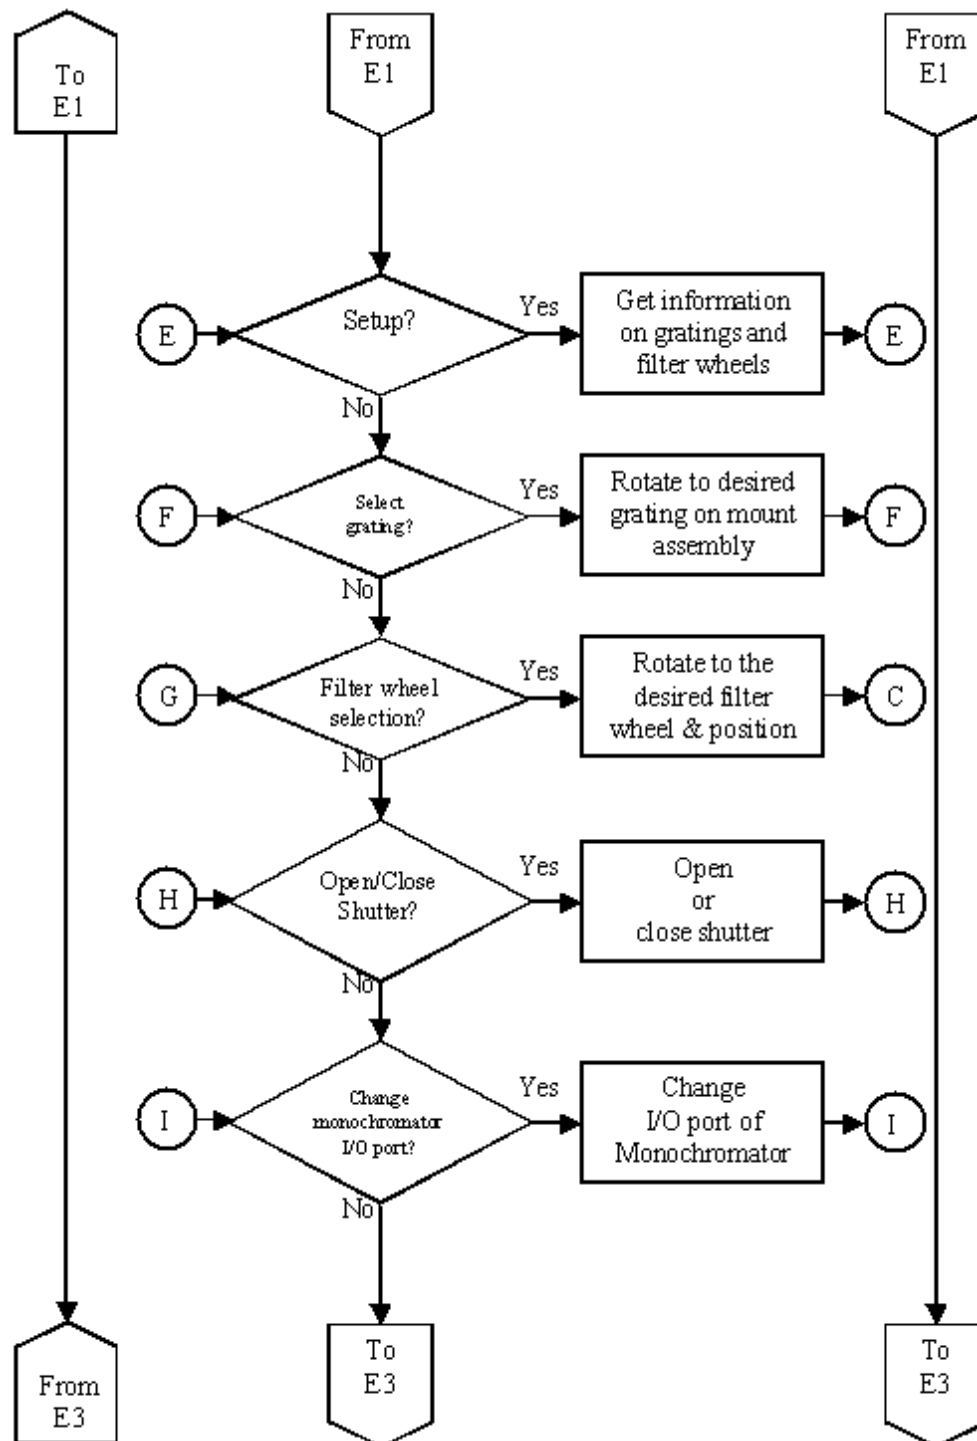 To
E1
From
E1
From
E1
E
Setup?
Yes
Get information
on gratings and
filter wheels
E
No
F
Select
grating?
Yes
Rotate to desired
grating on mount
assembly
F
No
G
Filter wheel
selection?
Yes
Rotate to the
desired filter
wheel & position
C
No
H
Open/Close
Shutter?
Yes
Open
or
close shutter
H
No
I
Change
monochromator
I/O port?
Yes
Change
I/O port of
Monochromator
I
No
From
E3
To
E3
To
E3